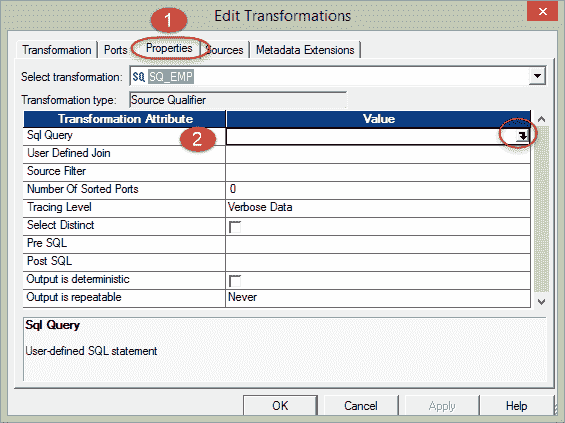 1
Edit Transformations
Transformation Ports Properties Sources Metadata Extensions
Select transformation: SQ SQ_EMP
Transformation type: Source Qualifier
Transformation Attribute Value
Sql Query 2
User Defined Join
Source Filter
Number Of Sorted Ports 0
Tracing Level Verbose Data
Select Distinct
Pre SQL
Post SQL
Output is deterministic
Output is repeatable Never
Sql Query
User-defined SQL statement
OK Cancel Apply Help